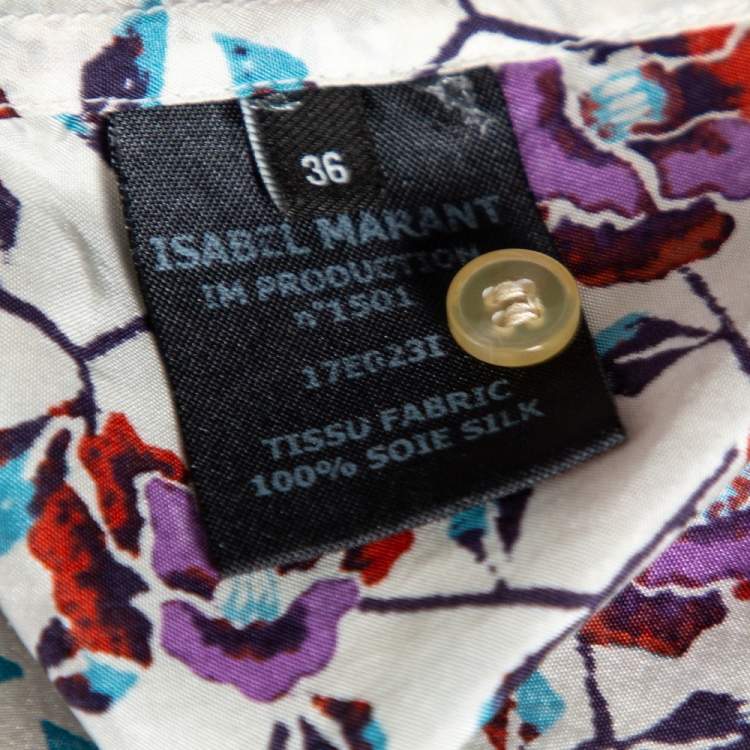 36
ISABEL MARANT
IM PRODUCTION
n°1501
17E023I
TISSU FABRIC
100% SOIE SILK